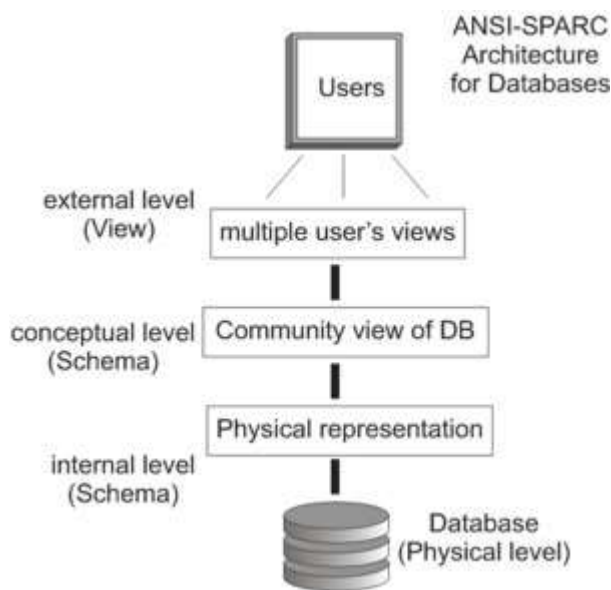 ANSI-SPARC
Architecture
for Databases
Users
external level
(View)
multiple user's views
conceptual level
(Schema)
Community view of DB
Physical representation
internal level
(Schema)
Database
(Physical level)